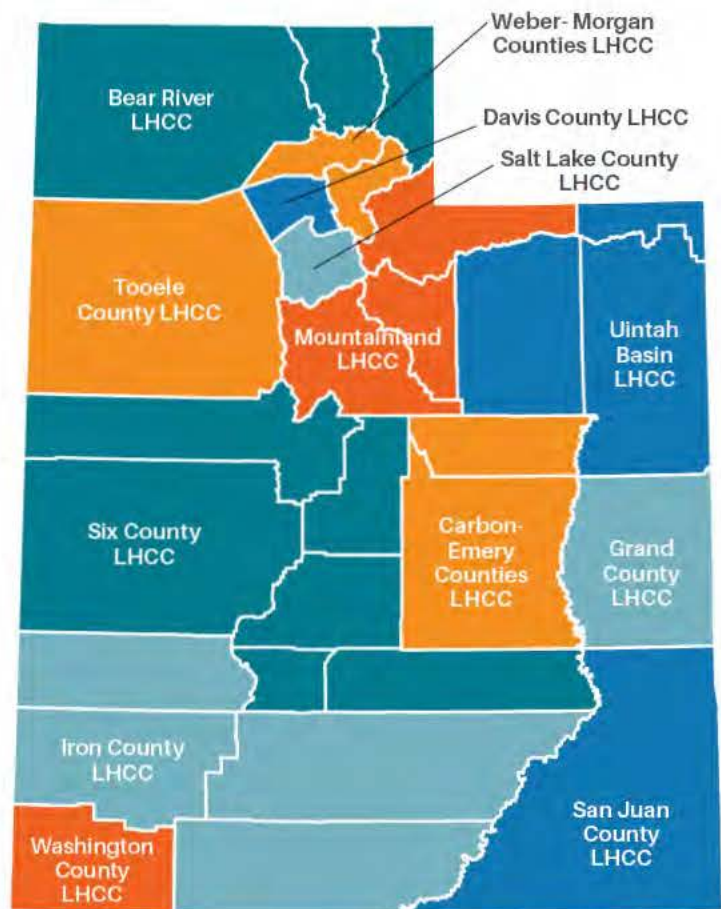 Weber- Morgan
Counties LHCC
Bear River
LHCC
Davis County LHCC
Salt Lake County
LHCC
Tooele
County LHCC
Mountainland
LHCC
Uintah
Basin
LHCC
Six County
LHCC
Carbon-
Emery
Counties
LHCC
Grand
County
LHCC
Iron County
LHCC
San Juan
County
LHCC
Washington
County
LHCC